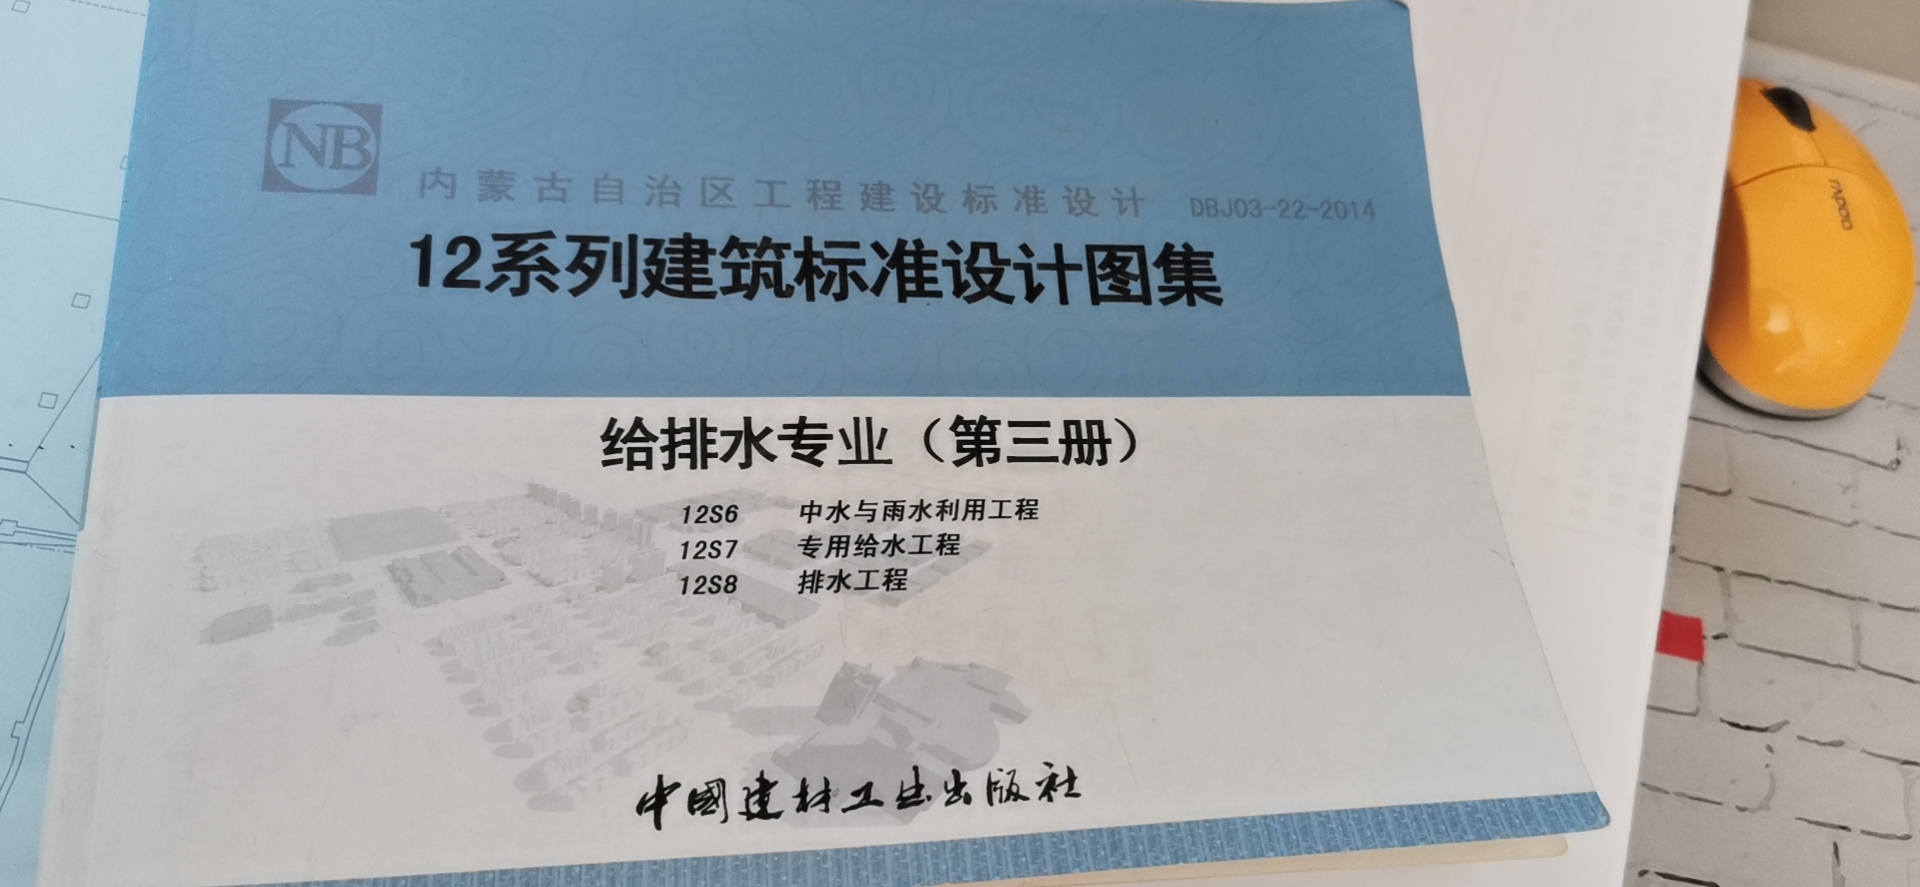 NB
内蒙古自治区工程建设标准设计 DBJ03-22-2014
12系列建筑标准设计图集
给排水专业（第三册）
12S6 中水与雨水利用工程
12S7 专用给水工程
12S8 排水工程
中国建材工业出版社
rapoo